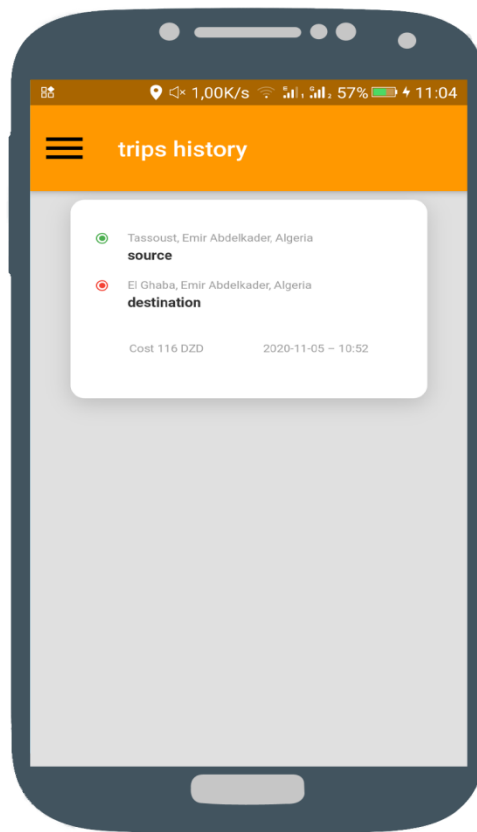 1,00K/s 57% 11:04
trips history
Tassoust, Emir Abdelkader, Algeria
source
El Ghaba, Emir Abdelkader, Algeria
destination
Cost 116 DZD 2020-11-05 – 10:52